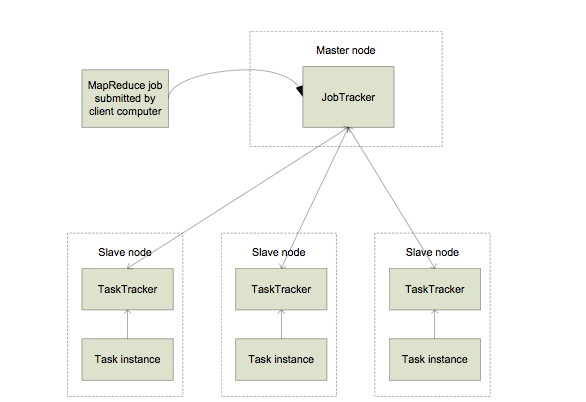 Master node
MapReduce job
submitted by
client computer
JobTracker
Slave node
Slave node
Slave node
TaskTracker
TaskTracker
TaskTracker
Task instance
Task instance
Task instance